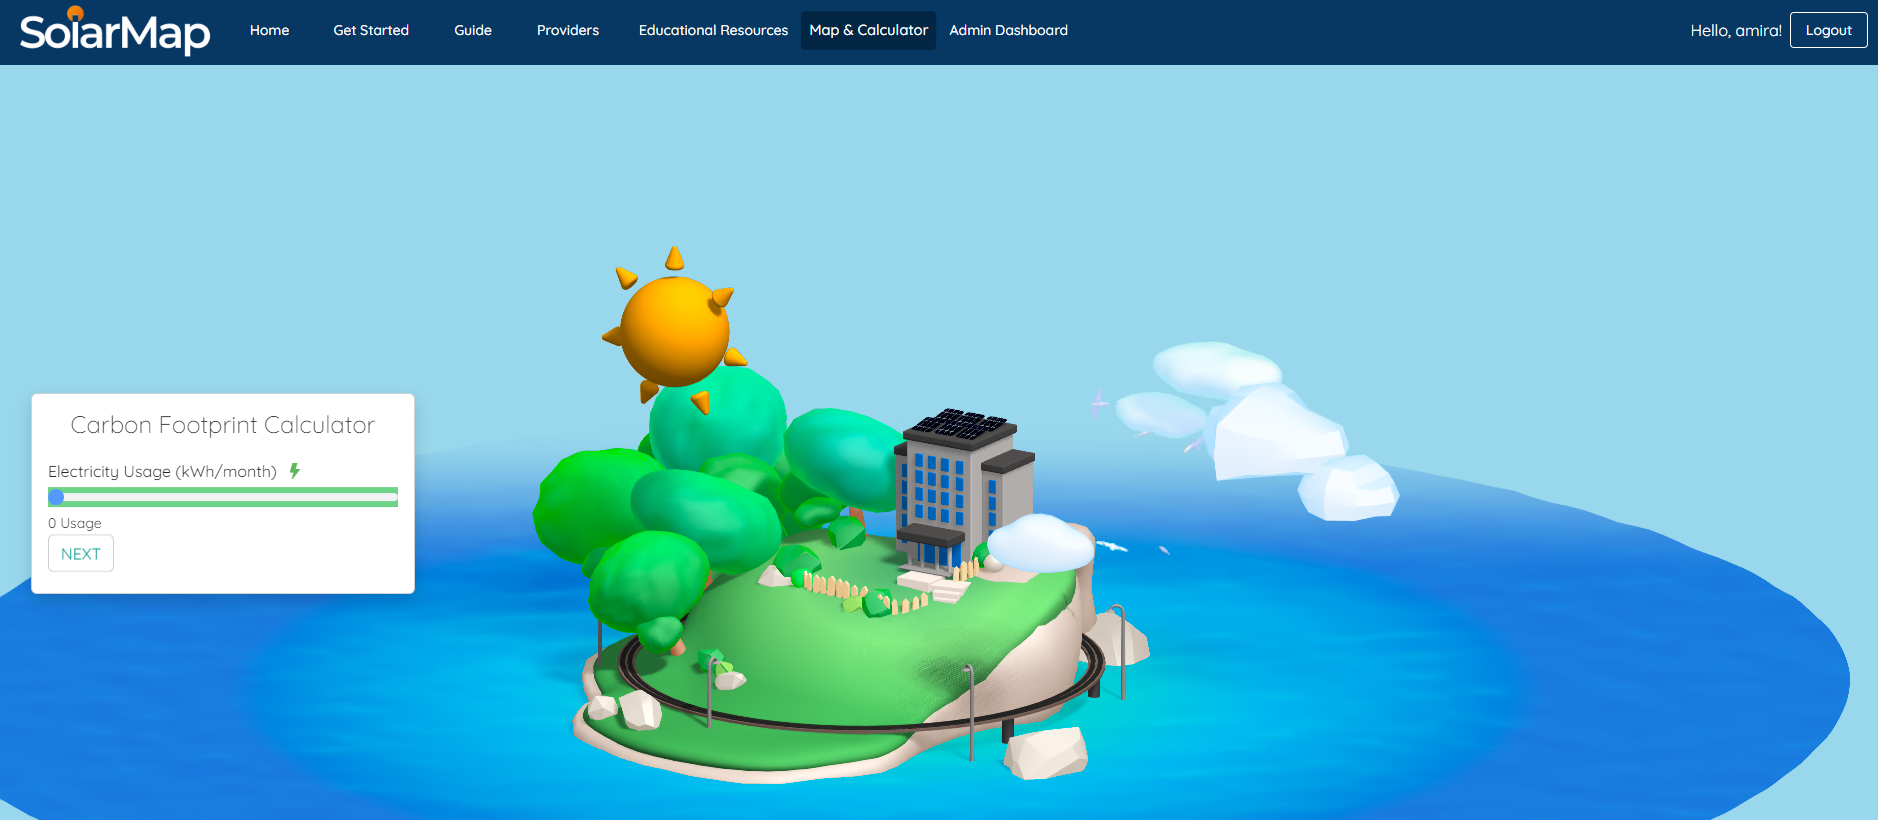 SolarMap
Home Get Started Guide Providers Educational Resources Map & Calculator Admin Dashboard Hello, amira! Logout
Carbon Footprint Calculator
Electricity Usage (kWh/month)
0 Usage
NEXT